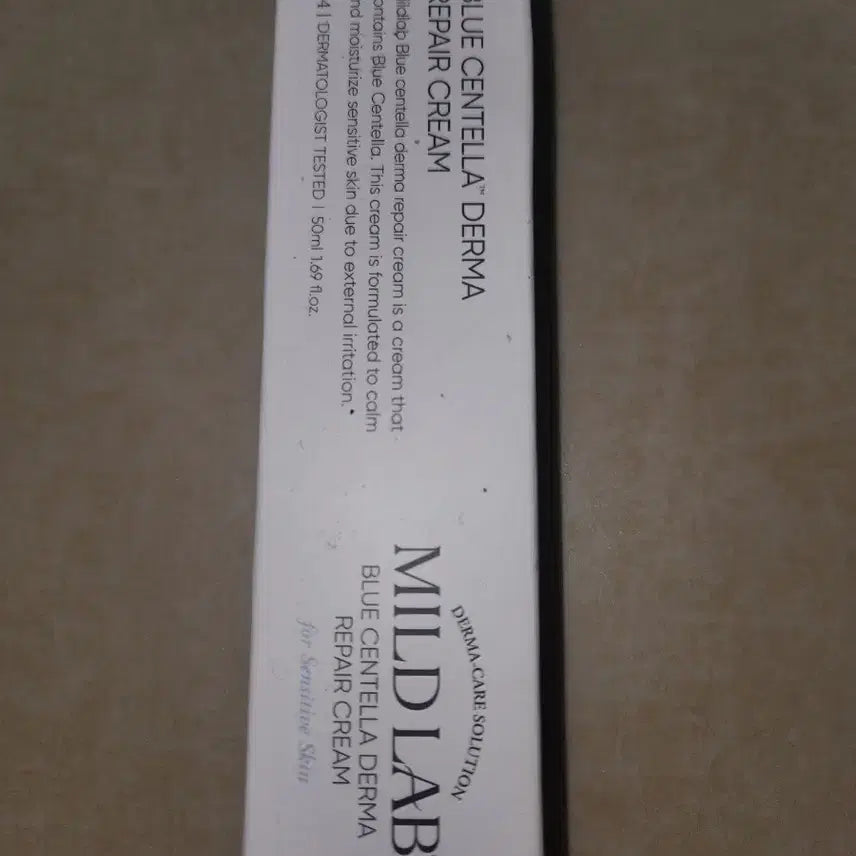 BLUE CENTELLA™ DERMA
REPAIR CREAM
Blue centella derma repair cream is a cream that
contains Blue Centella. This cream is formulated to calm
and moisturize sensitive skin due to external irritation.*
4 | DERMATOLOGIST TESTED | 50ml 1.69 fl.oz.
DERMA-CARE SOLUTION
MILD LAB
BLUE CENTELLA DERMA
REPAIR CREAM
for Sensitive Skin